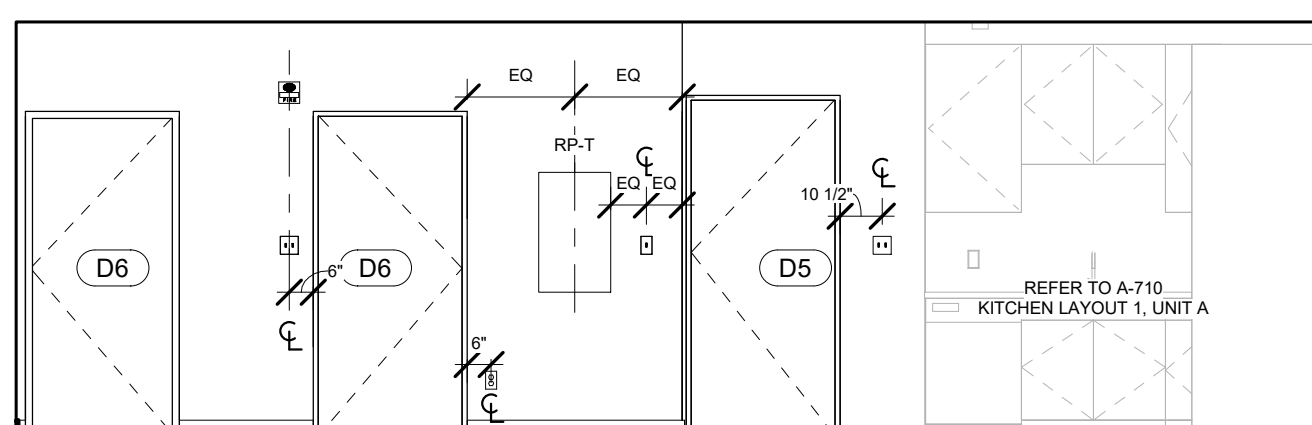 EQ EQ
FIRE
RP-T
℄
EQ EQ
℄
10 1/2"
D6
6"
D6
D5
REFER TO A-710
KITCHEN LAYOUT 1, UNIT A
℄
6"
℄